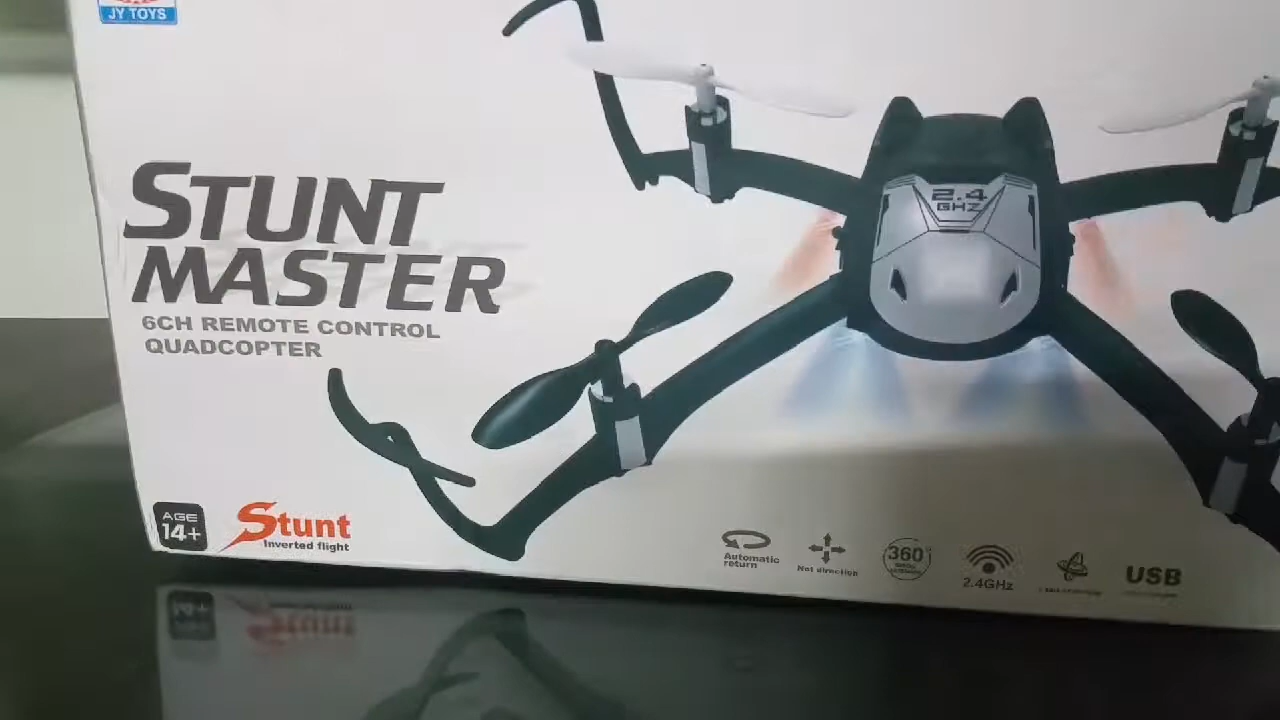 JY TOYS
STUNT
MASTER
6CH REMOTE CONTROL
QUADCOPTER
2.4
GHZ
AGE
14+
Stunt
Inverted flight
Automatic
return
Not direction
360°
2.4GHz
USB